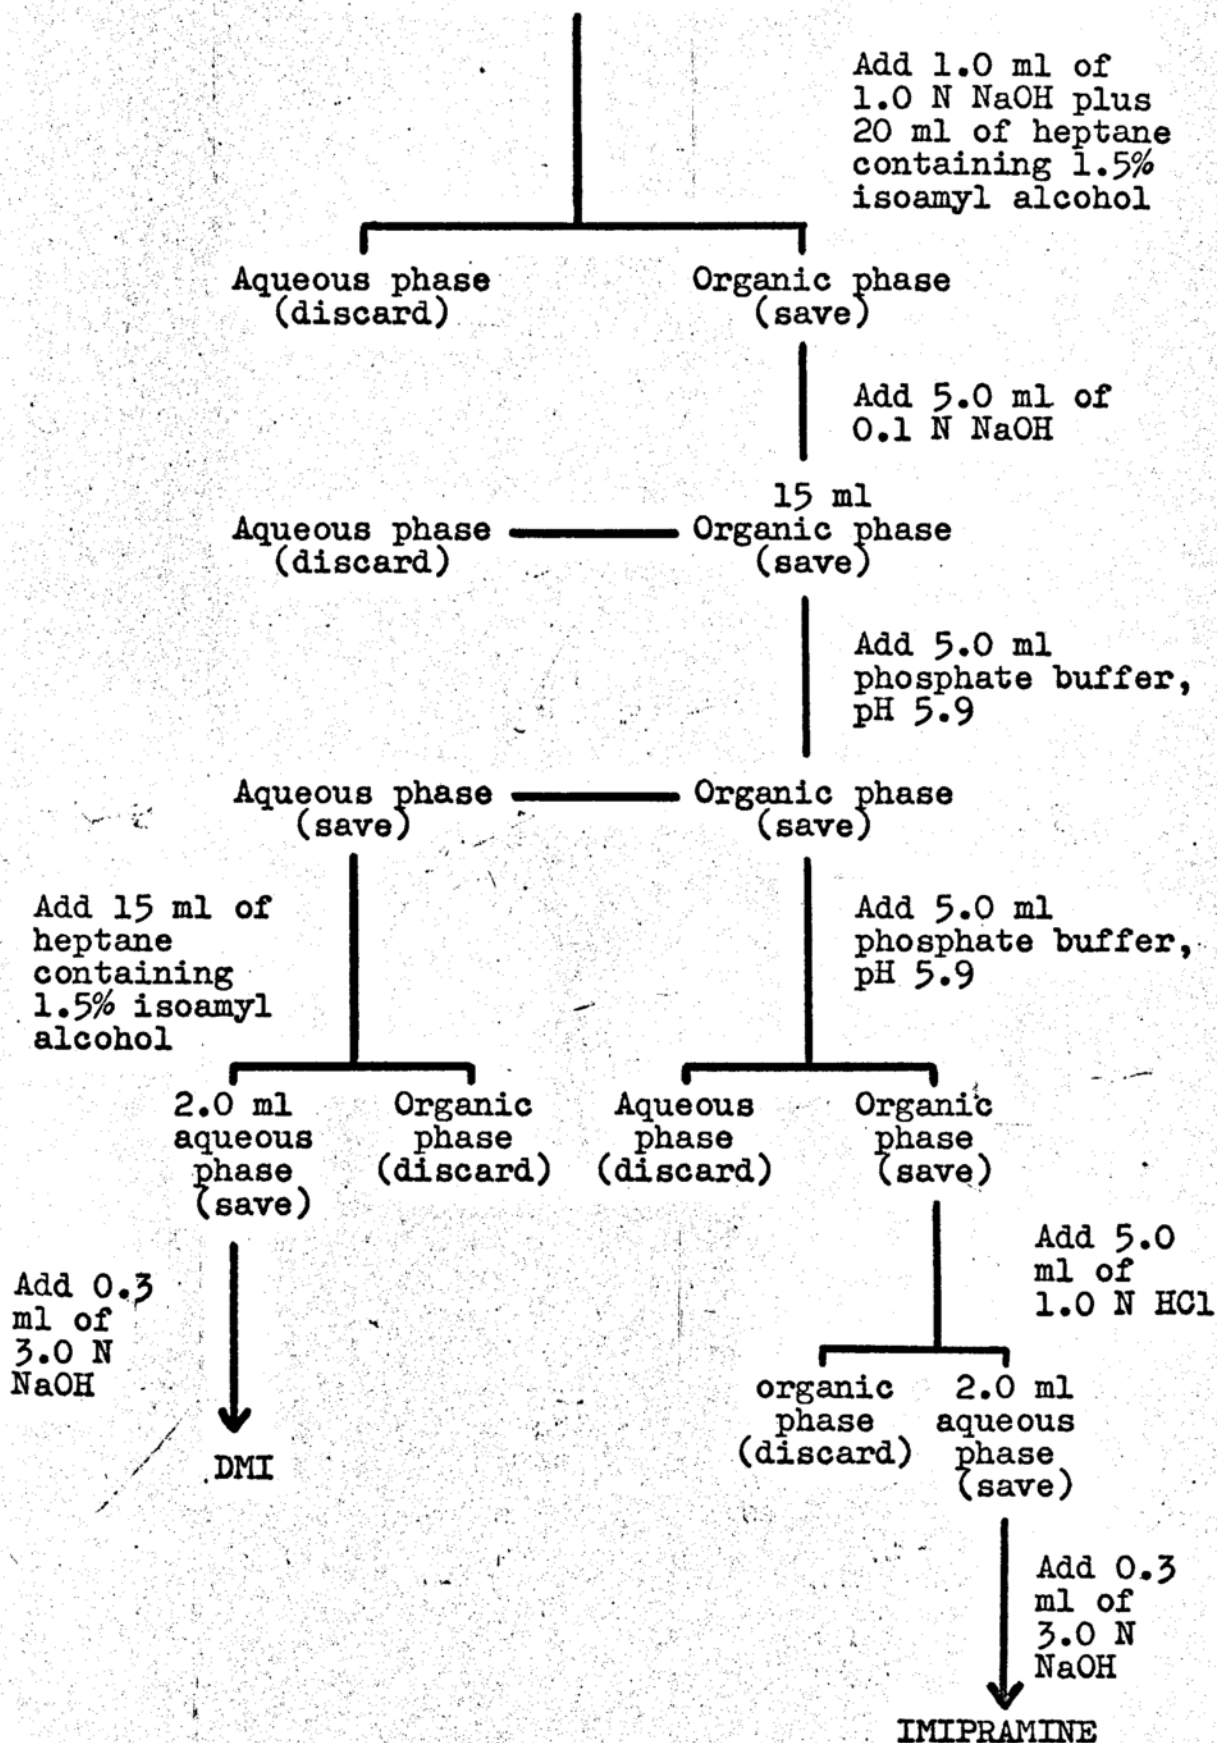 Add 1.0 ml of
1.0 N NaOH plus
20 ml of heptane
containing 1.5%
isoamyl alcohol
Aqueous phase
(discard)
Organic phase
(save)
Add 5.0 ml of
0.1 N NaOH
Aqueous phase
(discard)
15 ml
Organic phase
(save)
Add 5.0 ml
phosphate buffer,
pH 5.9
Aqueous phase
(save)
Organic phase
(save)
Add 15 ml of
heptane
containing
1.5% isoamyl
alcohol
Add 5.0 ml
phosphate buffer,
pH 5.9
2.0 ml
aqueous
phase
(save)
Organic
phase
(discard)
Aqueous
phase
(discard)
Organic
phase
(save)
Add 0.3
ml of
3.0 N
NaOH
Add 5.0
ml of
1.0 N HCl
organic
phase
(discard)
2.0 ml
aqueous
phase
(save)
DMI
Add 0.3
ml of
3.0 N
NaOH
IMIPRAMINE